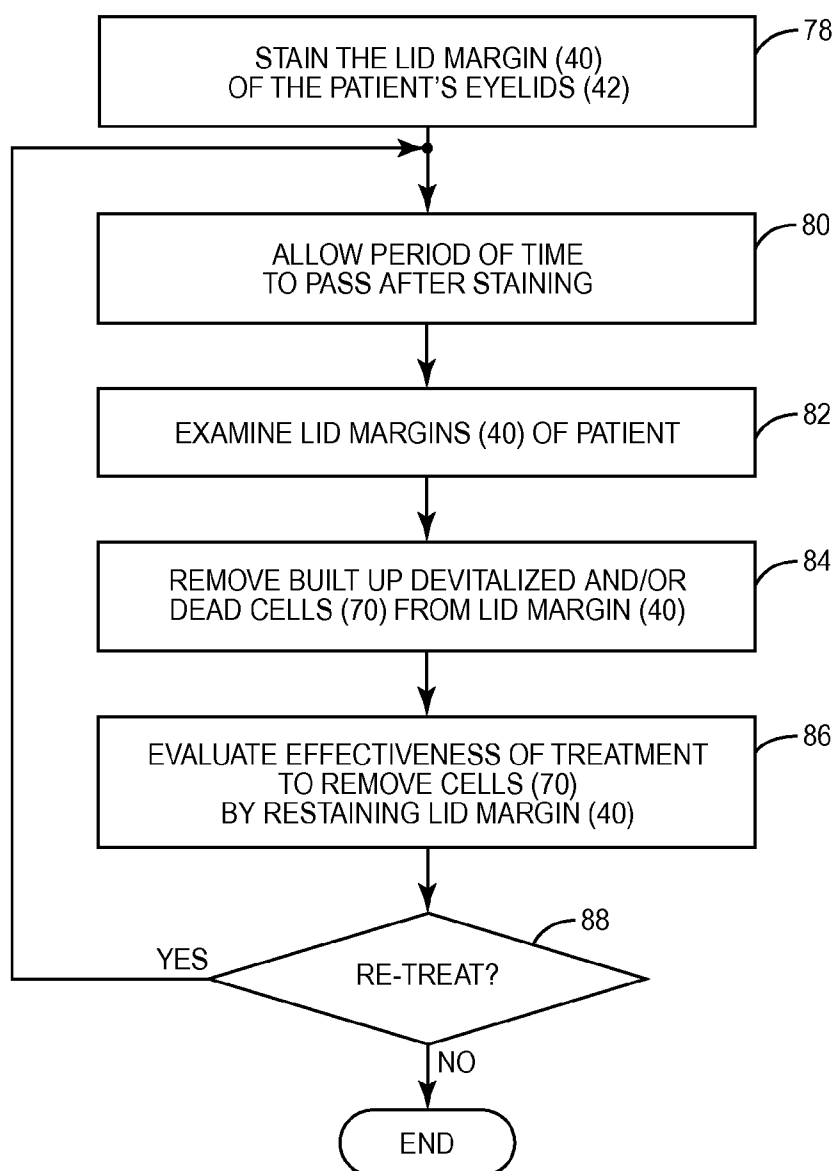 78
STAIN THE LID MARGIN (40)
OF THE PATIENT'S EYELIDS (42)
80
ALLOW PERIOD OF TIME
TO PASS AFTER STAINING
82
EXAMINE LID MARGINS (40) OF PATIENT
84
REMOVE BUILT UP DEVITALIZED AND/OR
DEAD CELLS (70) FROM LID MARGIN (40)
86
EVALUATE EFFECTIVENESS OF TREATMENT
TO REMOVE CELLS (70)
BY RESTAINING LID MARGIN (40)
88
YES
RE-TREAT?
NO
END